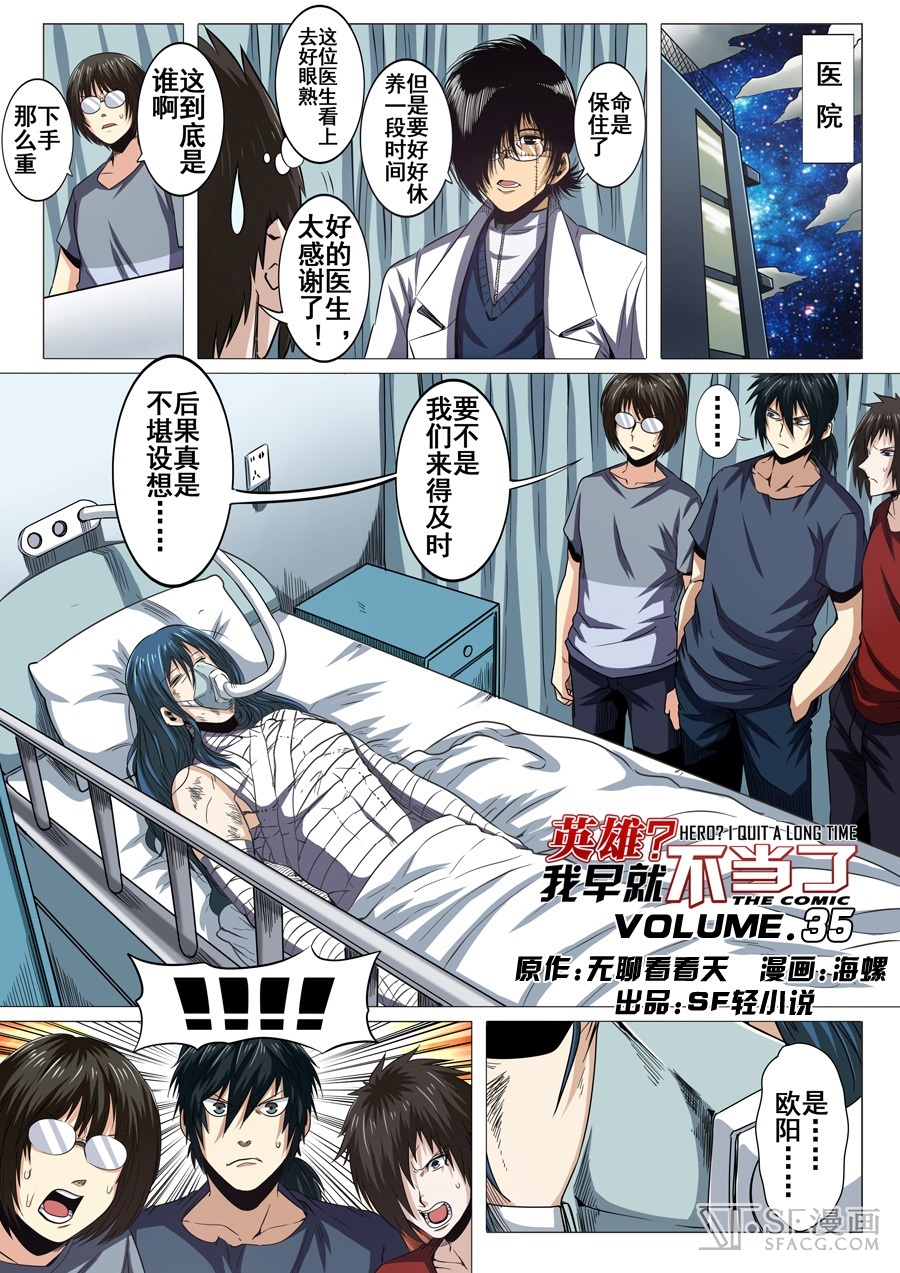 医院
命是
保住了
但是要好好休
养一段时间
这位医生看上
去好眼熟
好的医生，
太感谢了！
这到底是
谁啊
下手
那么重
……
要不是
我们来得及时
后果真是
不堪设想……
英雄?
HERO? I QUIT A LONG TIME
我早就不当了
THE COMIC
VOLUME.35
原作:无聊看看天 漫画:海螺
出品:SF轻小说
是……
欧阳……
!!!!
SF漫画
SFACG.COM